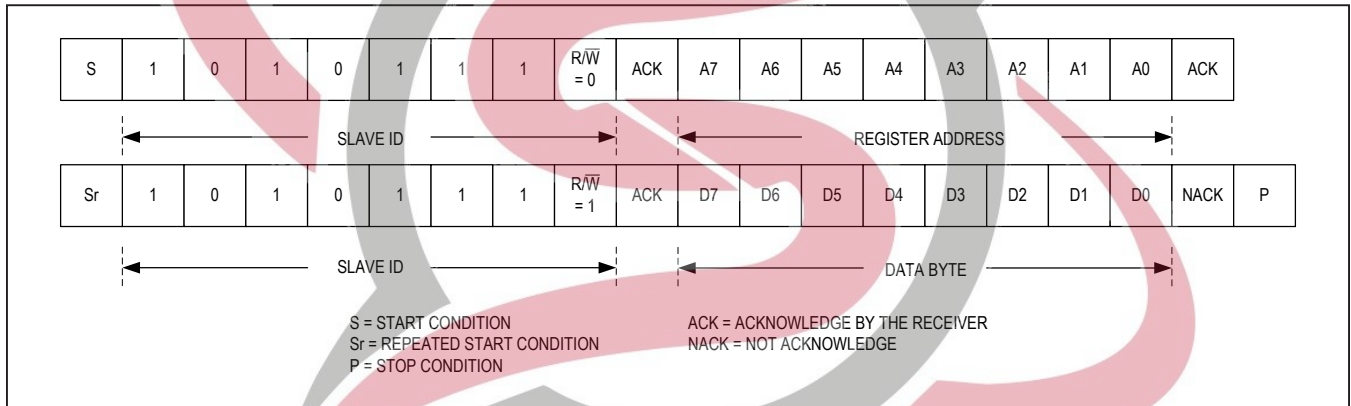 S 1 0 1 0 1 1 1 R/W̅ = 0 ACK A7 A6 A5 A4 A3 A2 A1 A0 ACK
SLAVE ID REGISTER ADDRESS
Sr 1 0 1 0 1 1 1 R/W̅ = 1 ACK D7 D6 D5 D4 D3 D2 D1 D0 NACK P
SLAVE ID DATA BYTE
S = START CONDITION ACK = ACKNOWLEDGE BY THE RECEIVER
Sr = REPEATED START CONDITION NACK = NOT ACKNOWLEDGE
P = STOP CONDITION